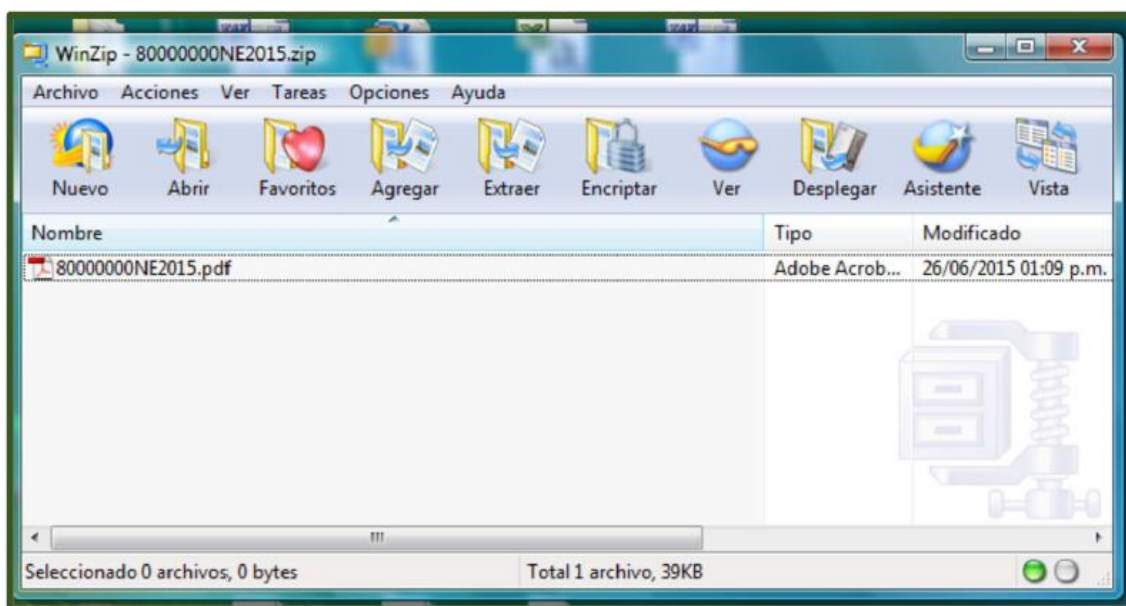 WinZip - 80000000NE2015.zip
Archivo Acciones Ver Tareas Opciones Ayuda
Nuevo Abrir Favoritos Agregar Extraer Encriptar Ver Desplegar Asistente Vista
Nombre Tipo Modificado
80000000NE2015.pdf Adobe Acrob... 26/06/2015 01:09 p.m.
Seleccionado 0 archivos, 0 bytes Total 1 archivo, 39KB